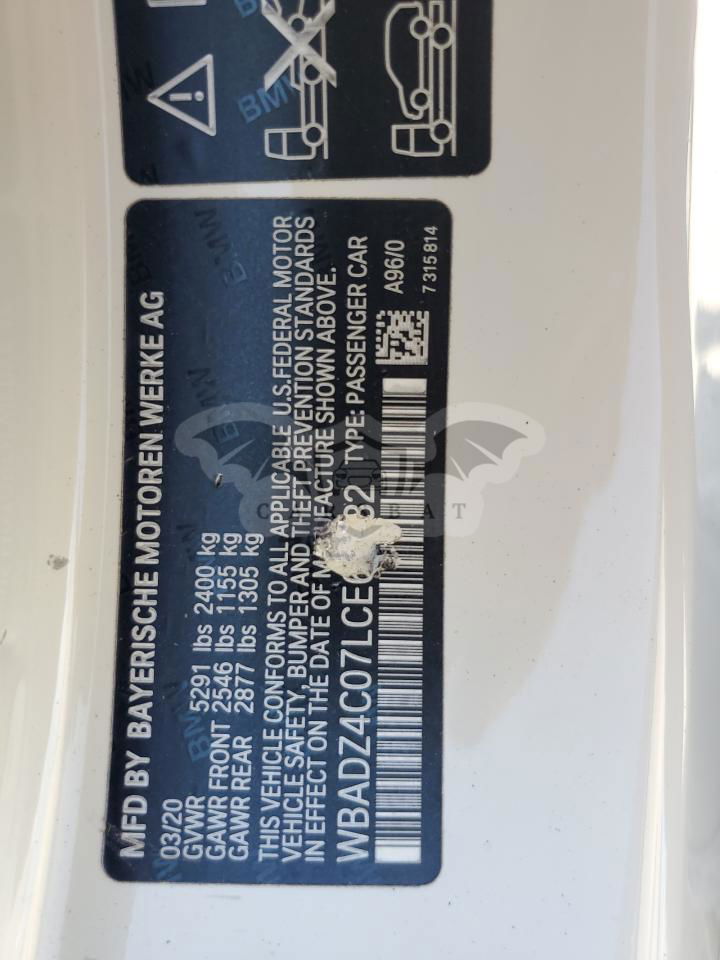 MFD BY BAYERISCHE MOTOREN WERKE AG
03/20
GVWR 5291 lbs 2400 kg
GAWR FRONT 2546 lbs 1155 kg
GAWR REAR 2877 lbs 1305 kg
THIS VEHICLE CONFORMS TO ALL APPLICABLE U.S.FEDERAL MOTOR
VEHICLE SAFETY, BUMPER AND THEFT PREVENTION STANDARDS
IN EFFECT ON THE DATE OF MANUFACTURE SHOWN ABOVE.
TYPE: PASSENGER CAR
A96/0
7 315 814
BMW
BMW
BMW
BMW